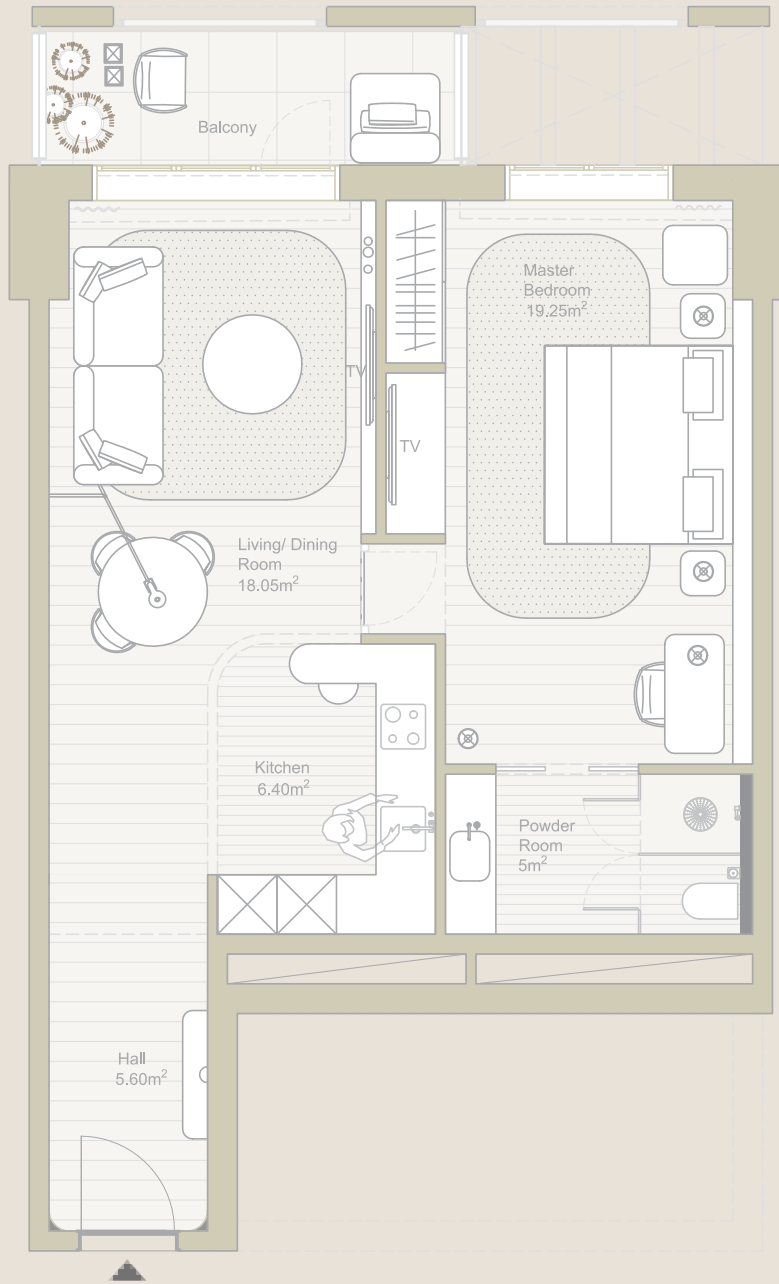 Balcony
Master
Bedroom
19.25m²
TV
TV
Living/ Dining
Room
18.05m²
Kitchen
6.40m²
Powder
Room
5m²
Hall
5.60m²